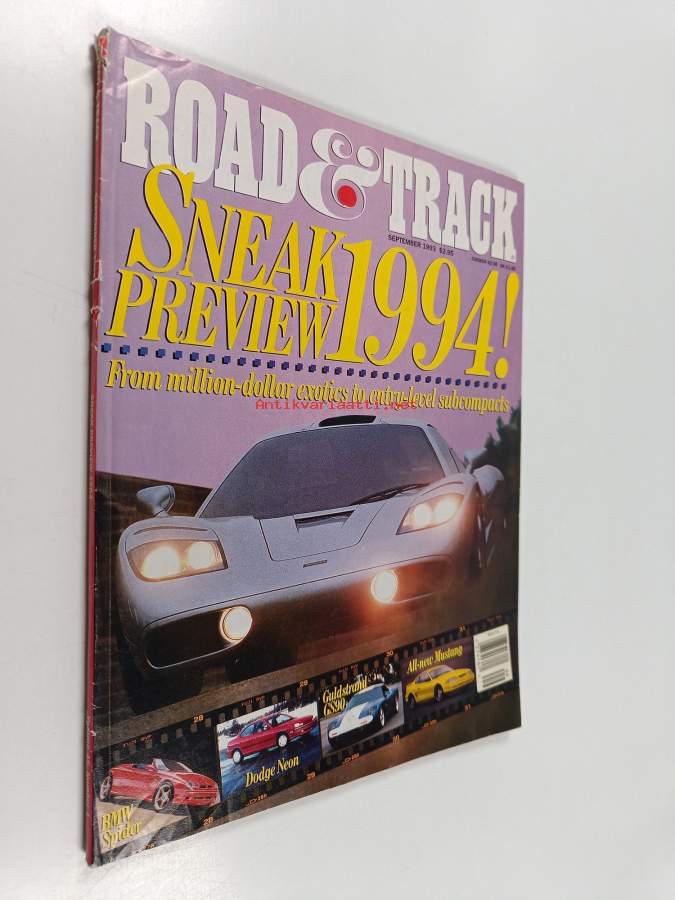 ROAD & TRACK
SEPTEMBER 1993 $2.95
SNEAK
PREVIEW 1994!
From million-dollar exotics to entry-level subcompacts
Antikvariaatti.net
All-new Mustang
Guldstrand
GS90
Dodge Neon
BMW
Spider